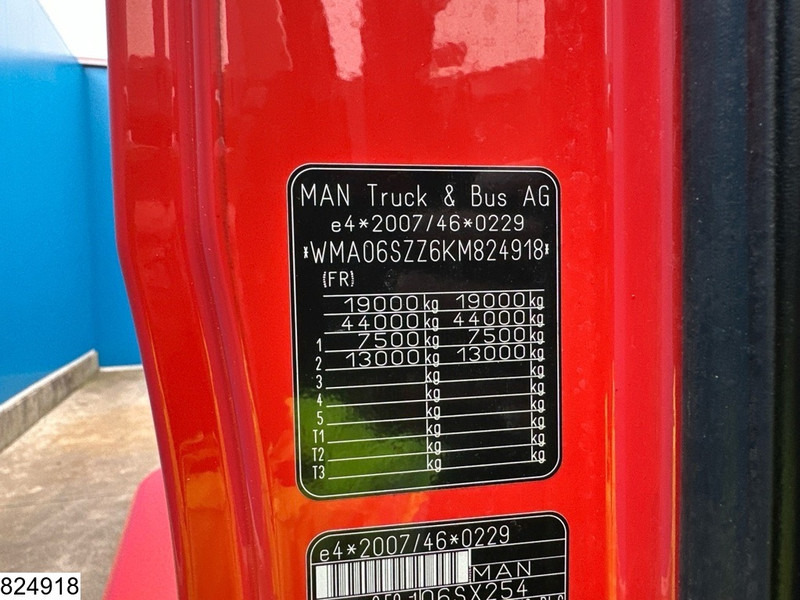 MAN Truck & Bus AG
e4*2007/46*0229
*WMA06SZZ6KM824918*
(FR)
19000 kg 19000 kg
44000 kg 44000 kg
1 7500 kg 7500 kg
2 13000 kg 13000 kg
3 kg kg
4 kg kg
5 kg kg
T1 kg kg
T2 kg kg
T3 kg kg
e4*2007/46*0229
MAN
106SX254
824918